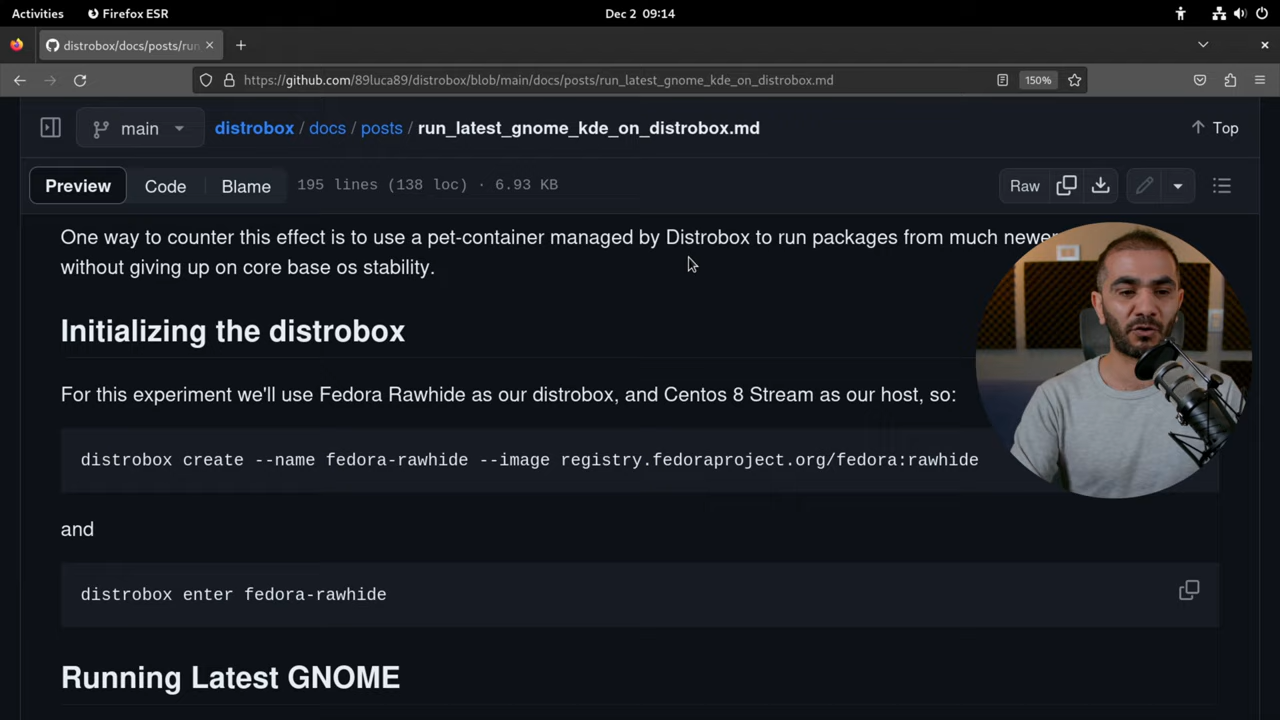 Activities Firefox ESR Dec 2 09:14
distrobox/docs/posts/run
https://github.com/89luca89/distrobox/blob/main/docs/posts/run_latest_gnome_kde_on_distrobox.md 150%
main distrobox / docs / posts / run_latest_gnome_kde_on_distrobox.md Top
Preview Code Blame 195 lines (138 loc) · 6.93 KB Raw
One way to counter this effect is to use a pet-container managed by Distrobox to run packages from much newer
without giving up on core base os stability.
Initializing the distrobox
For this experiment we'll use Fedora Rawhide as our distrobox, and Centos 8 Stream as our host, so:
distrobox create --name fedora-rawhide --image registry.fedoraproject.org/fedora:rawhide
and
distrobox enter fedora-rawhide
Running Latest GNOME